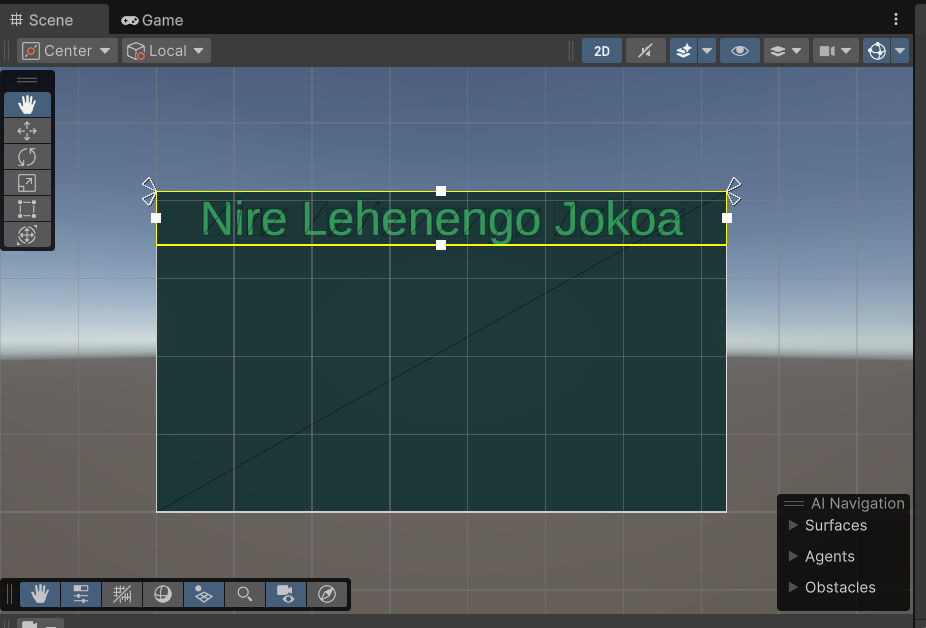 Scene Game
Center Local 2D
Nire Lehenengo Jokoa
AI Navigation
Surfaces
Agents
Obstacles